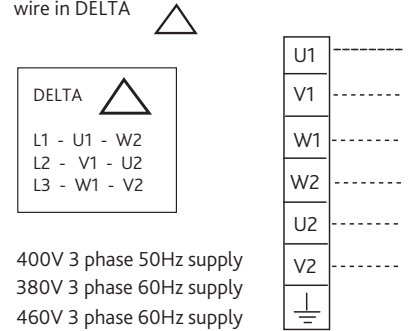 wire in DELTA
DELTA
L1 - U1 - W2
L2 - V1 - U2
L3 - W1 - V2
400V 3 phase 50Hz supply
380V 3 phase 60Hz supply
460V 3 phase 60Hz supply
U1
V1
W1
W2
U2
V2